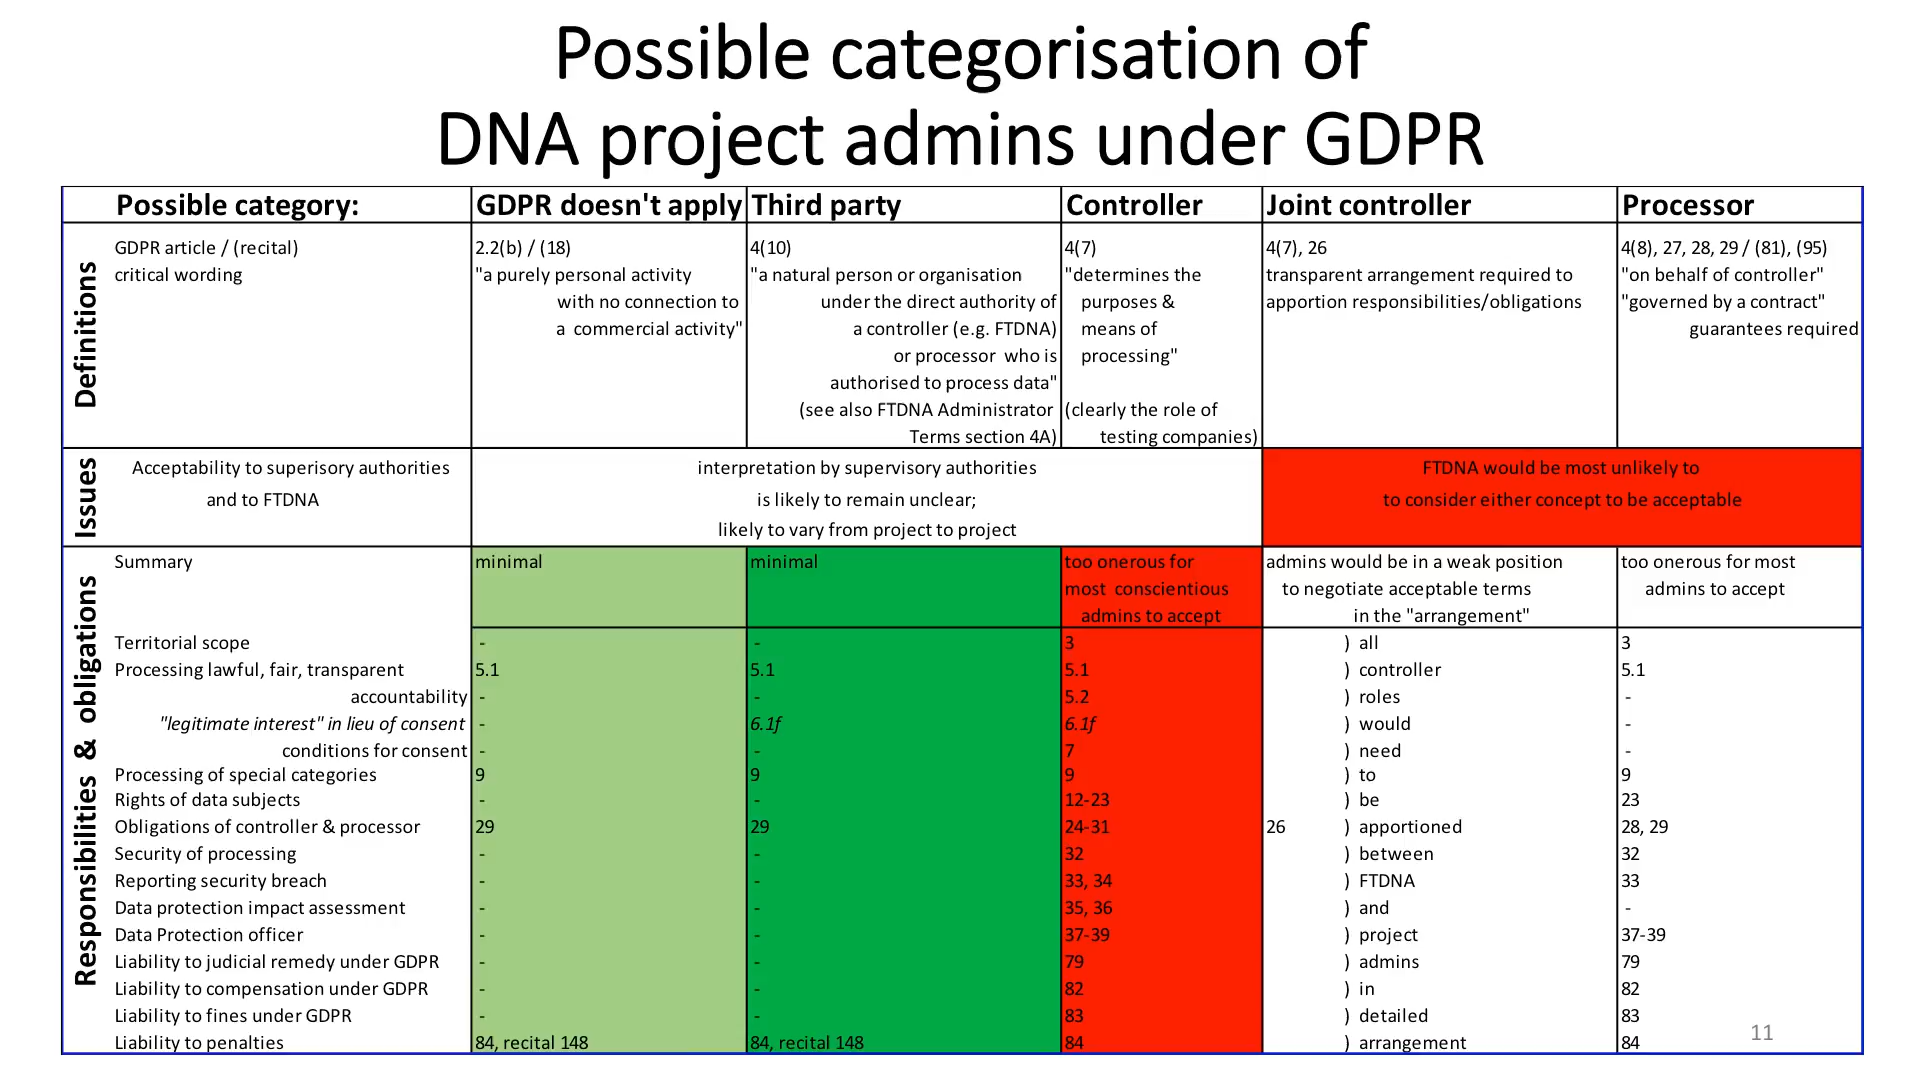 Possible categorisation of
DNA project admins under GDPR
Possible category: GDPR doesn't apply Third party Controller Joint controller Processor
Definitions
GDPR article / (recital) 2.2(b) / (18) 4(10) 4(7) 4(7), 26 4(8), 27, 28, 29 / (81), (95)
critical wording "a purely personal activity "a natural person or organisation "determines the transparent arrangement required to "on behalf of controller"
with no connection to under the direct authority of purposes & apportion responsibilities/obligations "governed by a contract"
a commercial activity" a controller (e.g. FTDNA) means of guarantees required
or processor who is processing"
authorised to process data"
(see also FTDNA Administrator (clearly the role of
Terms section 4A) testing companies)
Issues
Acceptability to superisory authorities interpretation by supervisory authorities FTDNA would be most unlikely to
and to FTDNA is likely to remain unclear; to consider either concept to be acceptable
likely to vary from project to project
Responsibilities & obligations
Summary minimal minimal too onerous for admins would be in a weak position too onerous for most
most conscientious to negotiate acceptable terms admins to accept
admins to accept in the "arrangement"
Territorial scope - - 3 ) all 3
Processing lawful, fair, transparent 5.1 5.1 5.1 ) controller 5.1
accountability - - 5.2 ) roles -
"legitimate interest" in lieu of consent - 6.1f 6.1f ) would -
conditions for consent - - 7 ) need -
Processing of special categories 9 9 9 ) to 9
Rights of data subjects - - 12-23 ) be 23
Obligations of controller & processor 29 29 24-31 26 ) apportioned 28, 29
Security of processing - - 32 ) between 32
Reporting security breach - - 33, 34 ) FTDNA 33
Data protection impact assessment - - 35, 36 ) and -
Data Protection officer - - 37-39 ) project 37-39
Liability to judicial remedy under GDPR - - 79 ) admins 79
Liability to compensation under GDPR - - 82 ) in 82
Liability to fines under GDPR - - 83 ) detailed 83
Liability to penalties 84, recital 148 84, recital 148 84 ) arrangement 84
11